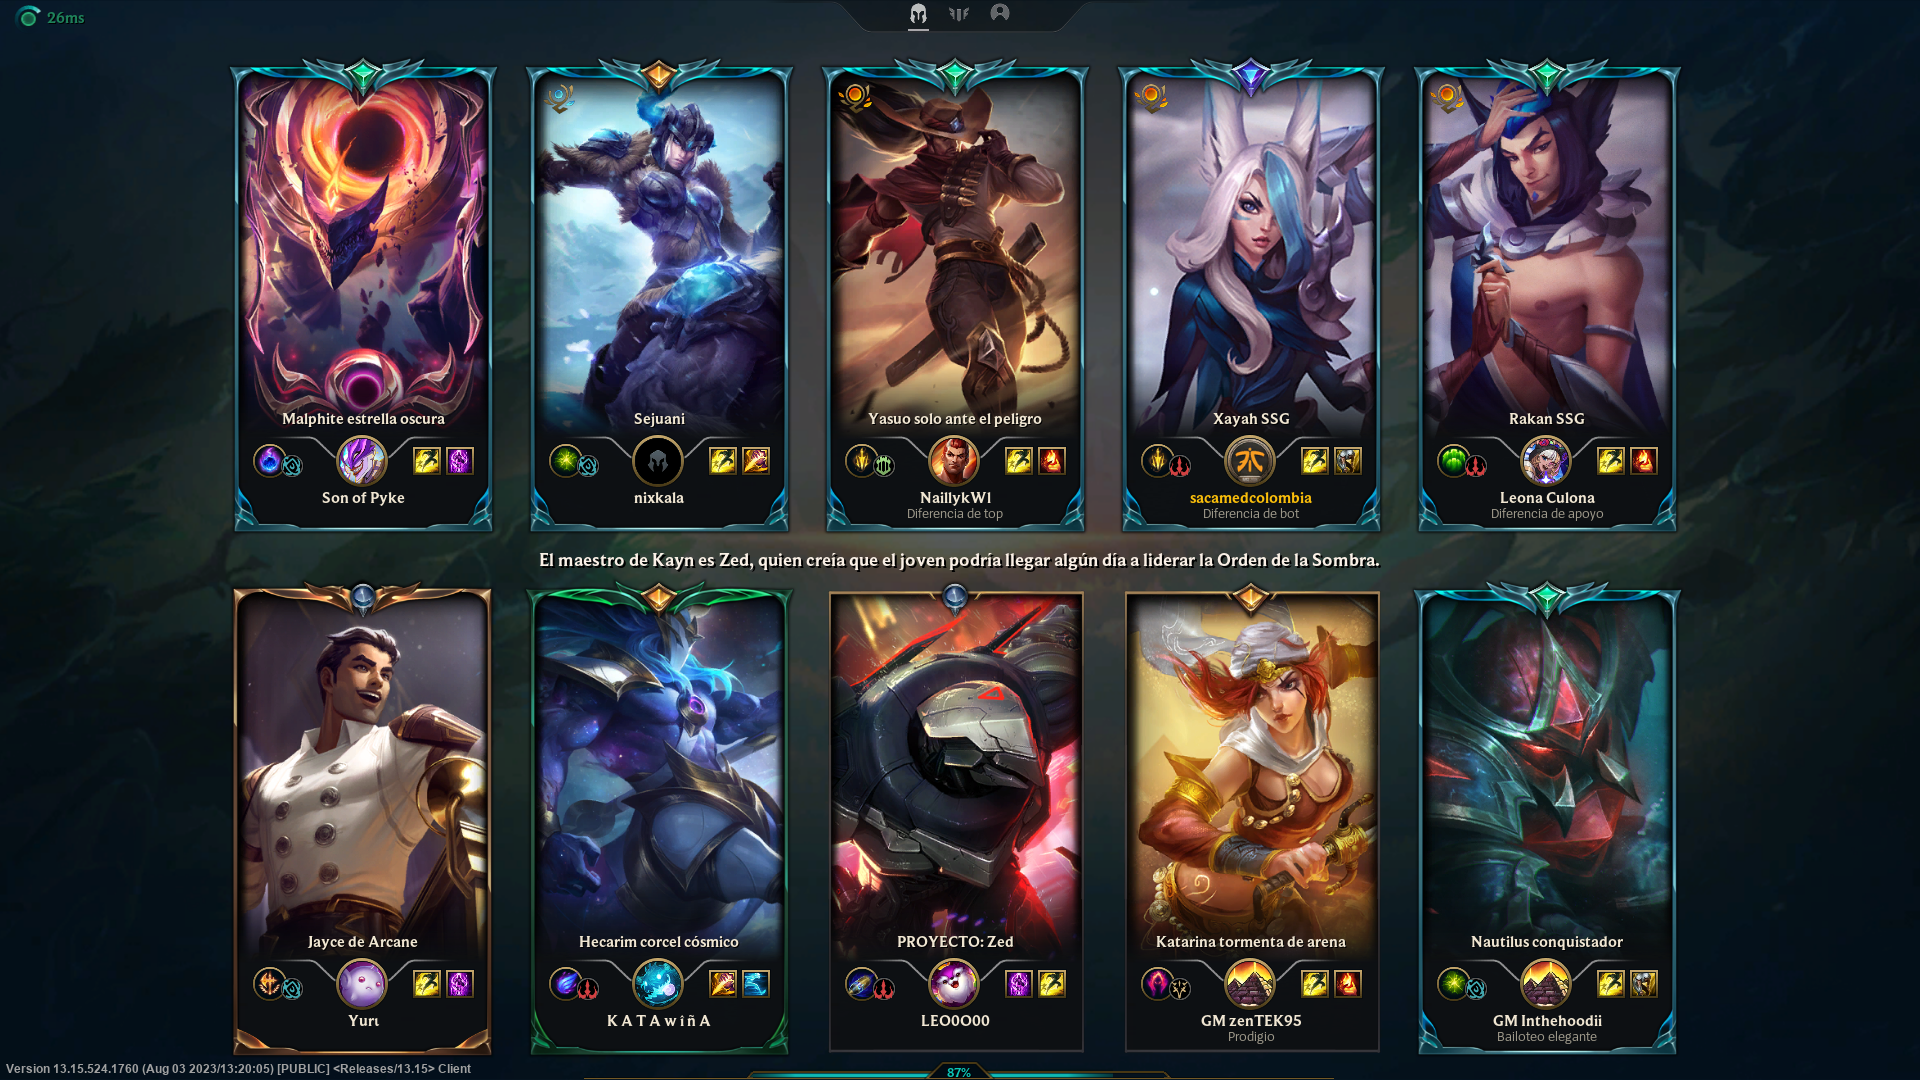 26ms
Malphite estrella oscura
Sejuani
Yasuo solo ante el peligro
Xayah SSG
Rakan SSG
Son of Pyke
nixkala
NaillykW1
sacamedcolombia
Leona Culona
Diferencia de top
Diferencia de bot
Diferencia de apoyo
El maestro de Kayn es Zed, quien creía que el joven podría llegar algún día a liderar la Orden de la Sombra.
Jayce de Arcane
Hecarim corcel cósmico
PROYECTO: Zed
Katarina tormenta de arena
Nautilus conquistador
Yurι
K A T A w î ñ A
LEO0O00
GM zenTEK95
GM Inthehoodii
Prodigio
Bailoteo elegante
Version 13.15.524.1760 (Aug 03 2023/13:20:05) [PUBLIC] <Releases/13.15> Client
87%